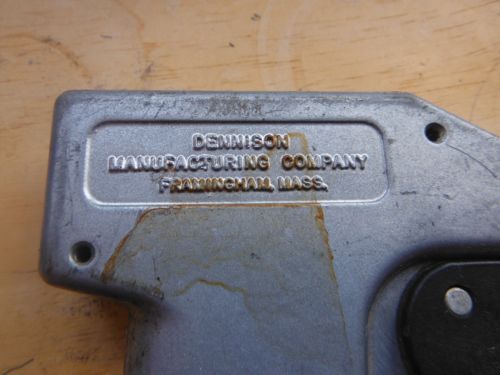 DENNISON
MANUFACTURING COMPANY
FRAMINGHAM, MASS.